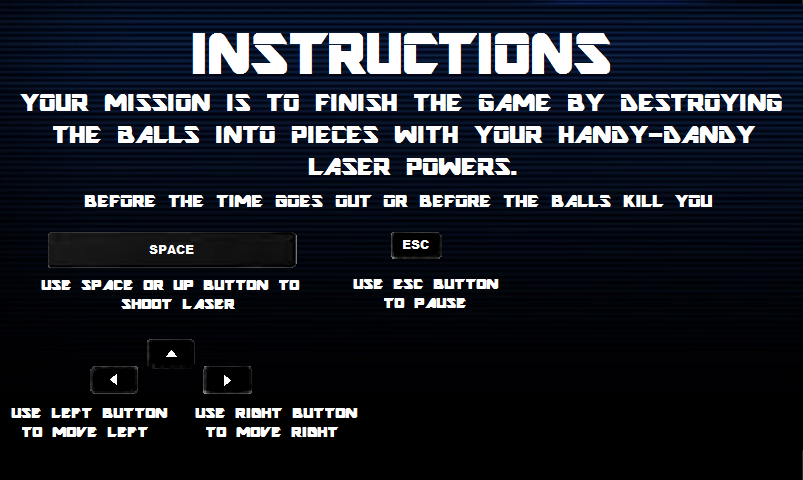 INSTRUCTIONS
YOUR MISSION IS TO FINISH THE GAME BY DESTROYING
THE BALLS INTO PIECES WITH YOUR HANDY-DANDY
LASER POWERS.
BEFORE THE TIME GOES OUT OR BEFORE THE BALLS KILL YOU
SPACE
USE SPACE OR UP BUTTON TO
SHOOT LASER
ESC
USE ESC BUTTON
TO PAUSE
USE LEFT BUTTON
TO MOVE LEFT
USE RIGHT BUTTON
TO MOVE RIGHT